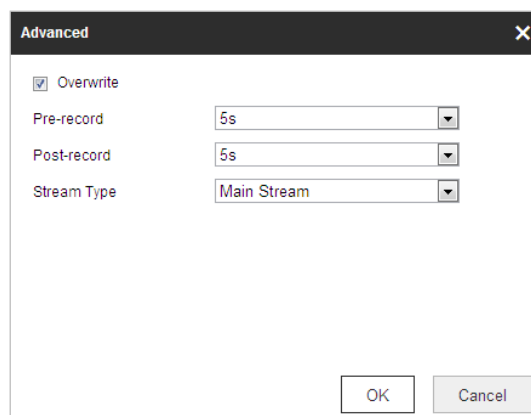 Advanced
Overwrite
Pre-record 5s
Post-record 5s
Stream Type Main Stream
OK Cancel